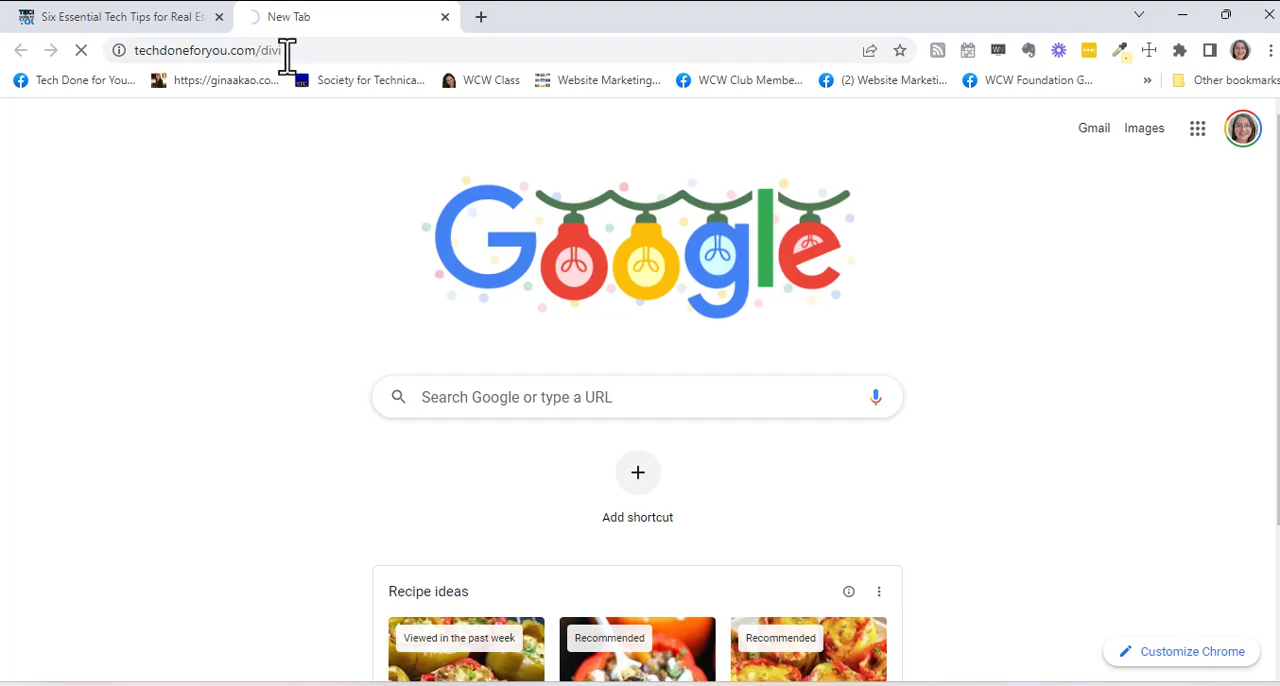 Six Essential Tech Tips for Real Es
New Tab
techdoneforyou.com/divi
Tech Done for You...
https://ginaakao.co...
Society for Technica...
WCW Class
Website Marketing...
WCW Club Membe...
(2) Website Marketi...
WCW Foundation G...
»
Other bookmarks
Gmail
Images
Google
Search Google or type a URL
Add shortcut
Recipe ideas
Viewed in the past week
Recommended
Recommended
Customize Chrome